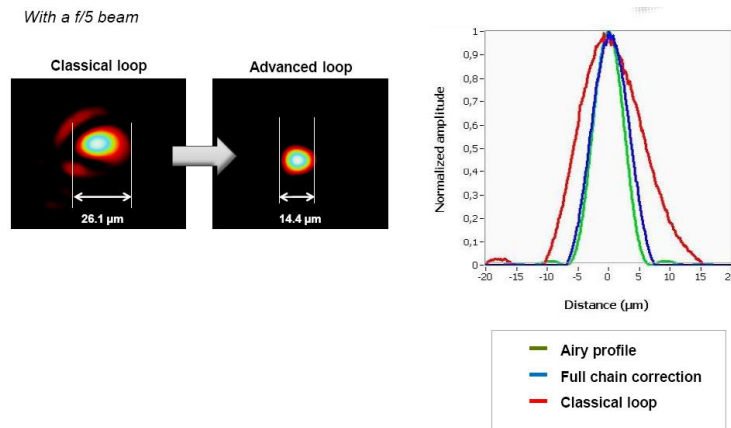 With a f/5 beam
Classical loop
Advanced loop
26.1 µm
14.4 µm
Normalized amplitude
1
0,9
0,8
0,7
0,6
0,5
0,4
0,3
0,2
0,1
0
-20 -15 -10 -5 0 5 10 15
Distance (µm)
Airy profile
Full chain correction
Classical loop